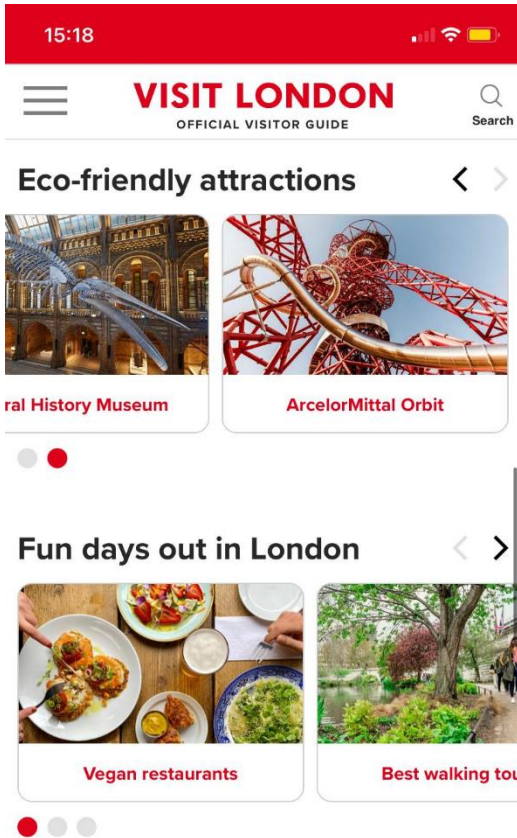 15:18
VISIT LONDON
OFFICIAL VISITOR GUIDE
Search
Eco-friendly attractions
ral History Museum
ArcelorMittal Orbit
Fun days out in London
Vegan restaurants
Best walking tou